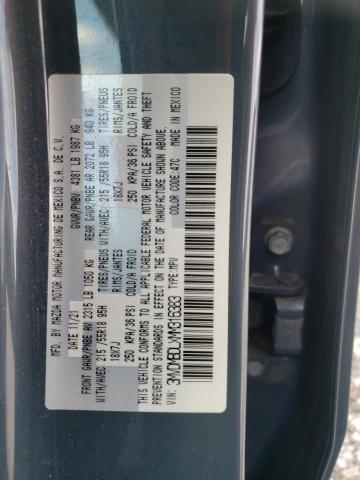 MFD. BY MAZDA MOTOR MANUFACTURING DE MEXICO S.A. DE C.V.
DATE: 11/21 GVWR/PNBV 4381 LB 1987 KG
FRONT GAWR/PNBE AV 2315 LB 1050 KG REAR GAWR/PNBE AR 2072 LB 940 KG
WITH/AVEC 215 /55R18 95H TIRES/PNEUS WITH/AVEC 215 /55R18 95H TIRES/PNEUS
18X7J RIMS/JANTES 18X7J RIMS/JANTES
250 KPA/36 PSI COLD/A FROID 250 KPA/36 PSI COLD/A FROID
THIS VEHICLE CONFORMS TO ALL APPLICABLE FEDERAL MOTOR VEHICLE SAFETY AND THEFT
PREVENTION STANDARDS IN EFFECT ON THE DATE OF MANUFACTURE SHOWN ABOVE.
VIN: TYPE: MPV COLOR CODE: 47C MADE IN MEXICO